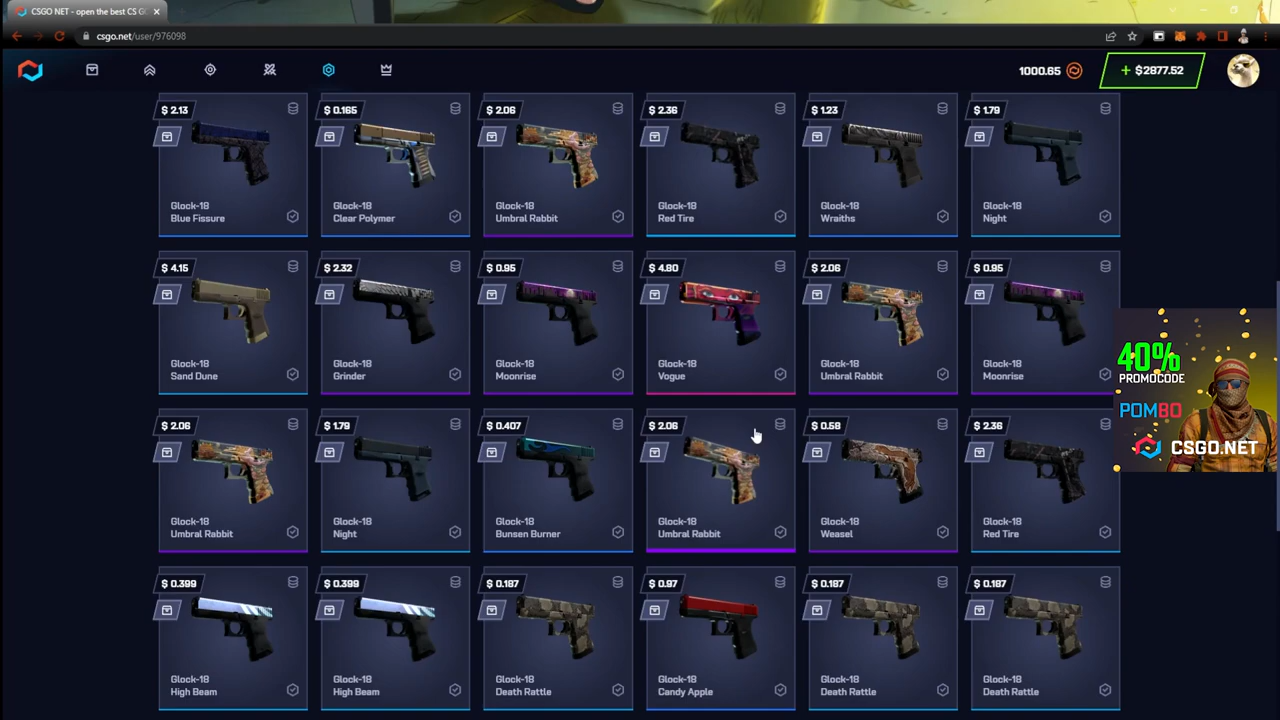 CSGO NET - open the best CS G
csgo.net/user/976098
1000.65
+ $2877.52
$ 2.13
Glock-18
Blue Fissure
$ 0.165
Glock-18
Clear Polymer
$ 2.06
Glock-18
Umbral Rabbit
$ 2.36
Glock-18
Red Tire
$ 1.23
Glock-18
Wraiths
$ 1.79
Glock-18
Night
$ 4.15
Glock-18
Sand Dune
$ 2.32
Glock-18
Grinder
$ 0.95
Glock-18
Moonrise
$ 4.80
Glock-18
Vogue
$ 2.06
Glock-18
Umbral Rabbit
$ 0.95
Glock-18
Moonrise
40%
PROMOCODE
POMBO
CSGO.NET
$ 2.06
Glock-18
Umbral Rabbit
$ 1.79
Glock-18
Night
$ 0.407
Glock-18
Bunsen Burner
$ 2.06
Glock-18
Umbral Rabbit
$ 0.58
Glock-18
Weasel
$ 2.36
Glock-18
Red Tire
$ 0.399
Glock-18
High Beam
$ 0.399
Glock-18
High Beam
$ 0.187
Glock-18
Death Rattle
$ 0.97
Glock-18
Candy Apple
$ 0.187
Glock-18
Death Rattle
$ 0.187
Glock-18
Death Rattle